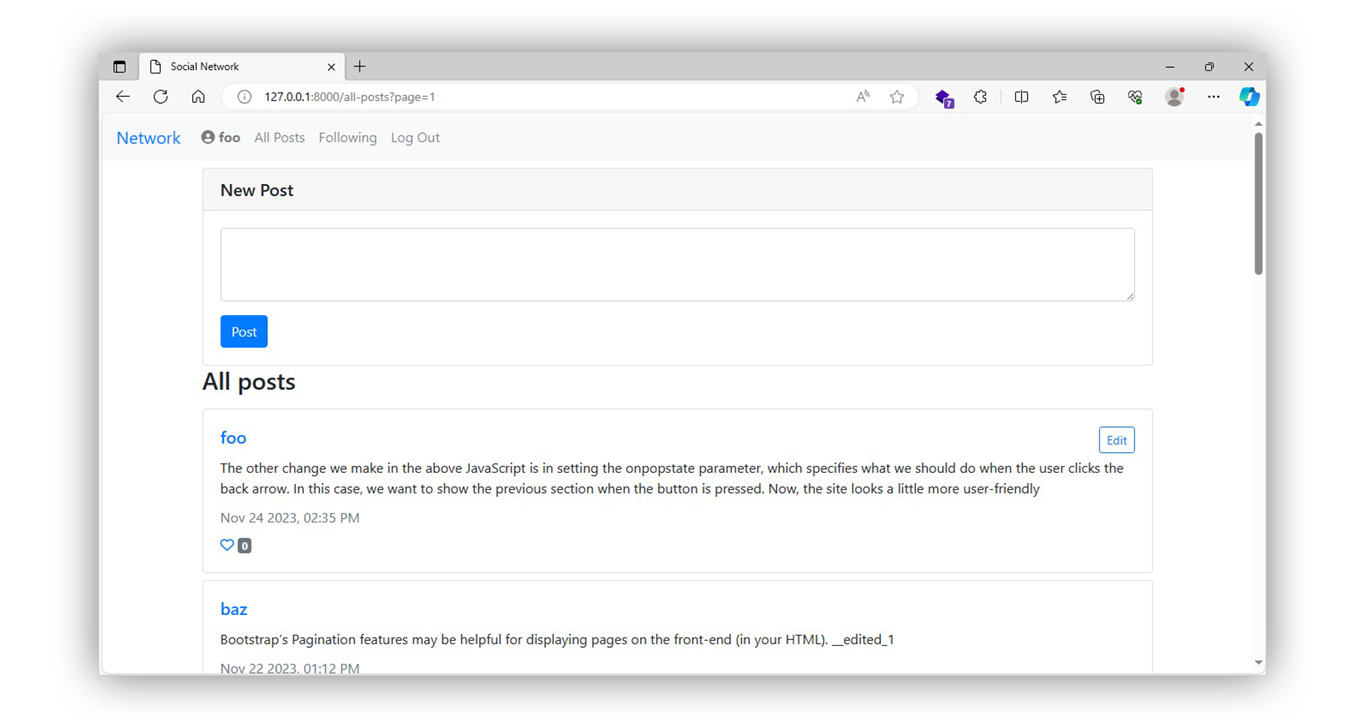 Social Network
127.0.0.1:8000/all-posts?page=1
A
7
Network foo All Posts Following Log Out
New Post
Post
All posts
foo
Edit
The other change we make in the above JavaScript is in setting the onpopstate parameter, which specifies what we should do when the user clicks the
back arrow. In this case, we want to show the previous section when the button is pressed. Now, the site looks a little more user-friendly
Nov 24 2023, 02:35 PM
0
baz
Bootstrap's Pagination features may be helpful for displaying pages on the front-end (in your HTML). __edited_1
Nov 22 2023, 01:12 PM